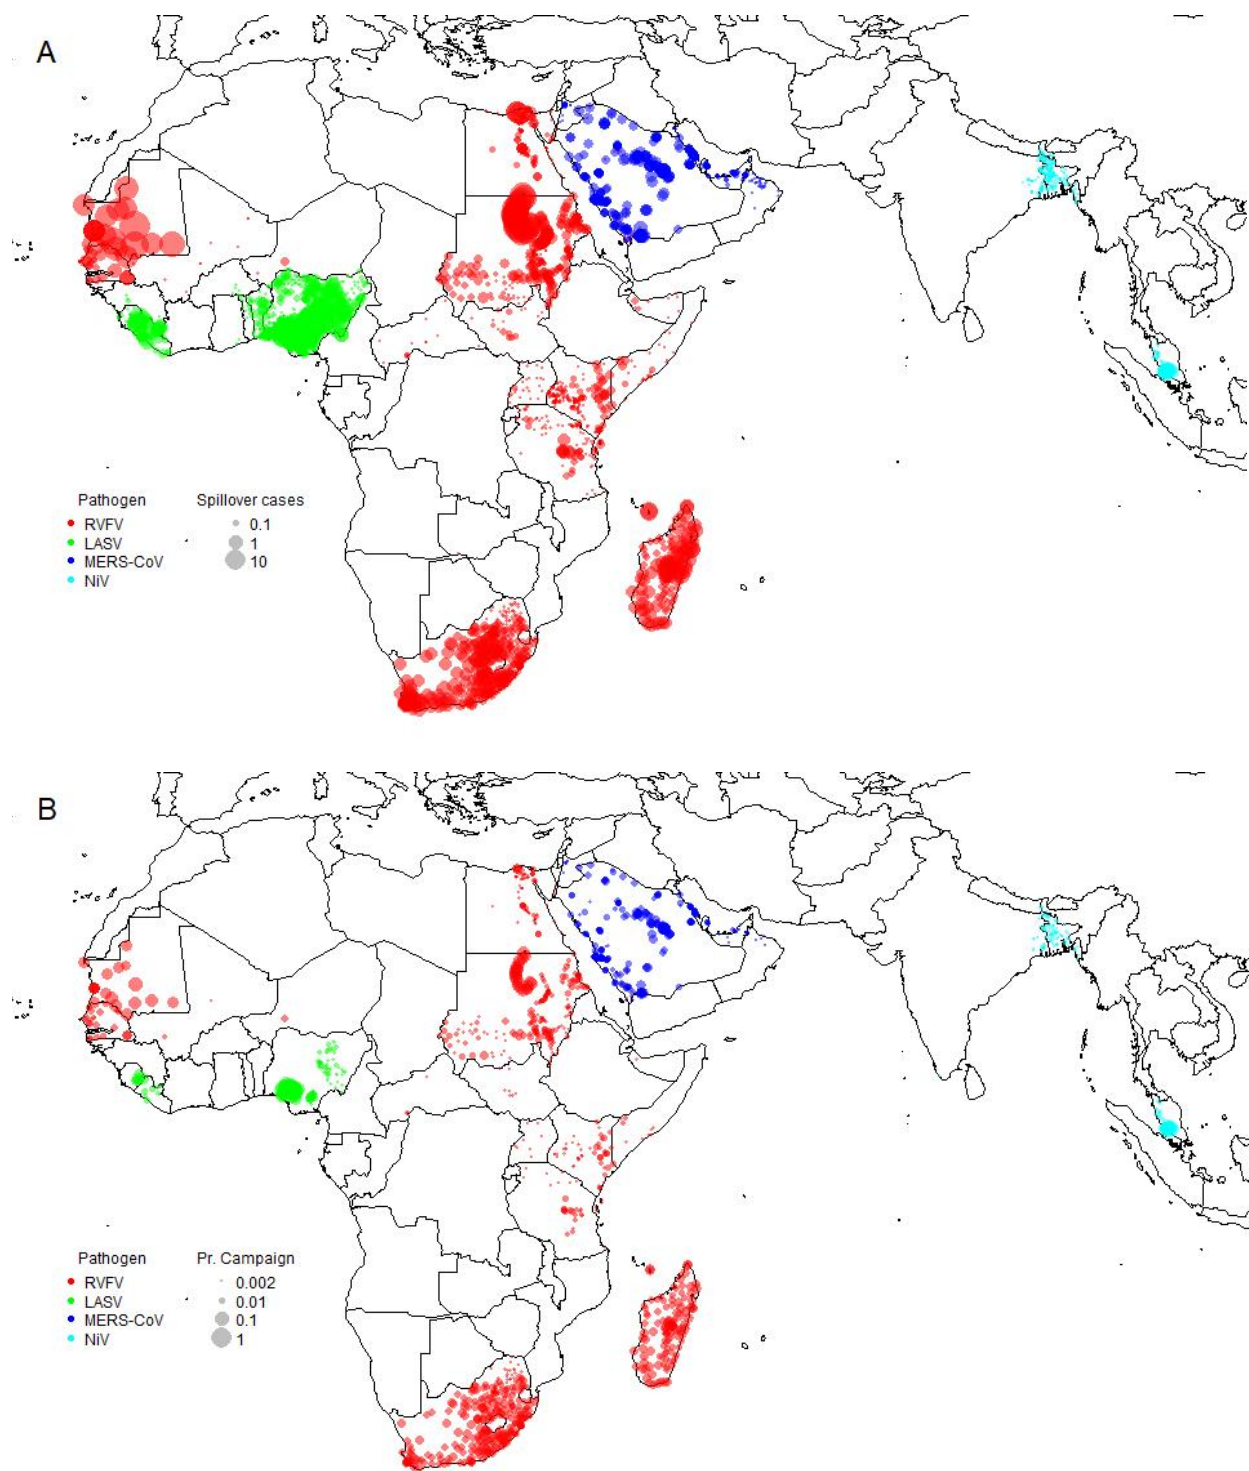 A
Pathogen Spillover cases
RVFV 0.1
LASV 1
MERS-CoV 10
NiV
B
Pathogen Pr. Campaign
RVFV 0.002
LASV 0.01
MERS-CoV 0.1
NiV 1